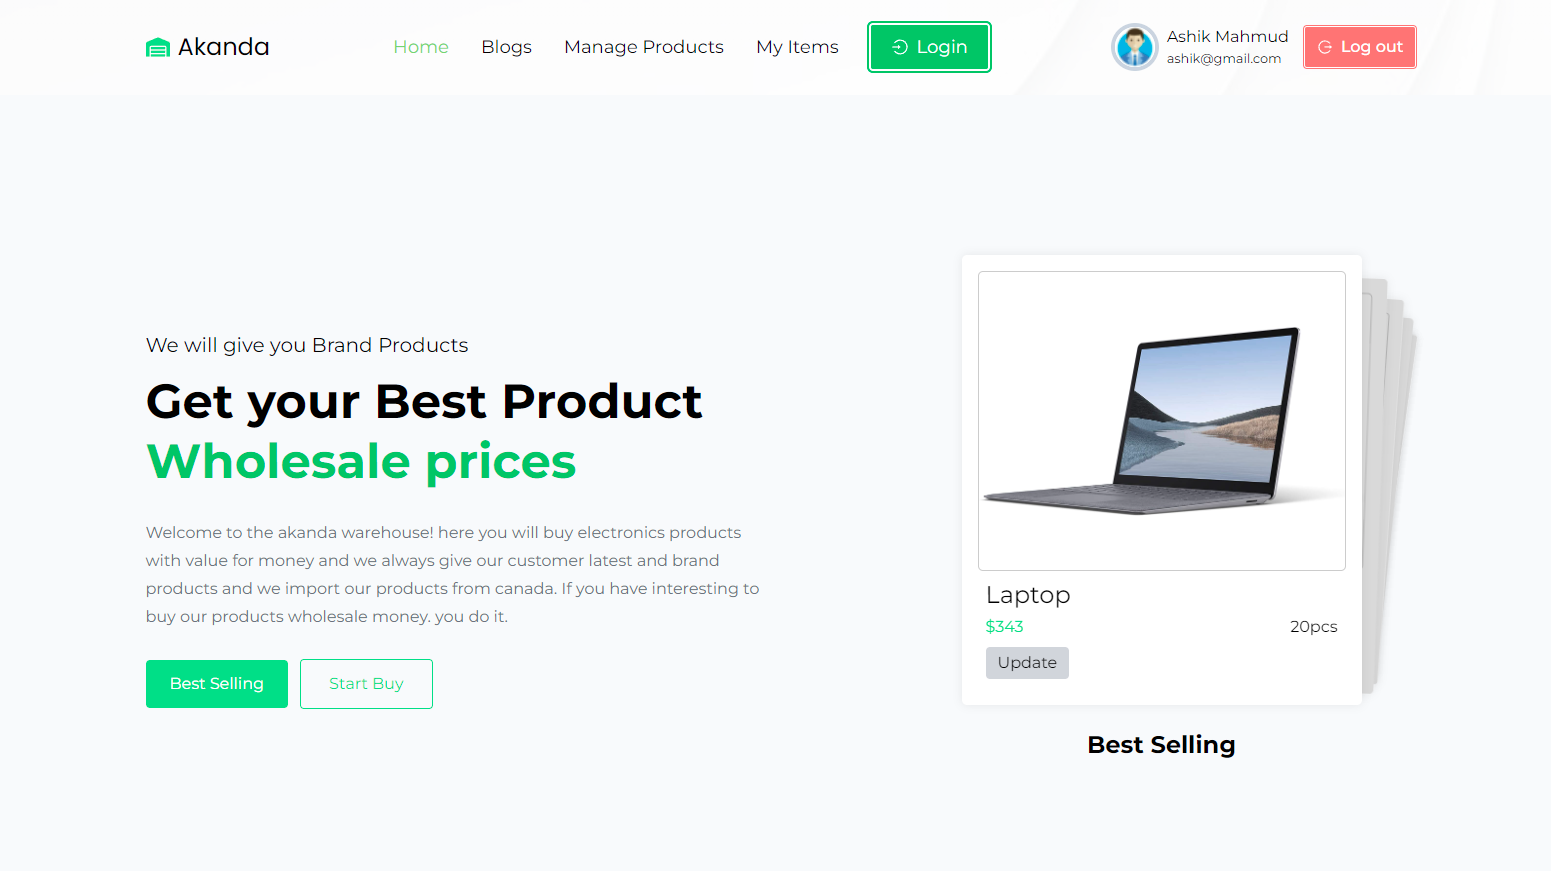 Akanda
Home
Blogs
Manage Products
My Items
Login
Ashik Mahmud
ashik@gmail.com
Log out
We will give you Brand Products
Get your Best Product
Wholesale prices
Welcome to the akanda warehouse! here you will buy electronics products
with value for money and we always give our customer latest and brand
products and we import our products from canada. If you have interesting to
buy our products wholesale money. you do it.
Best Selling
Start Buy
Laptop
$343
20pcs
Update
Best Selling